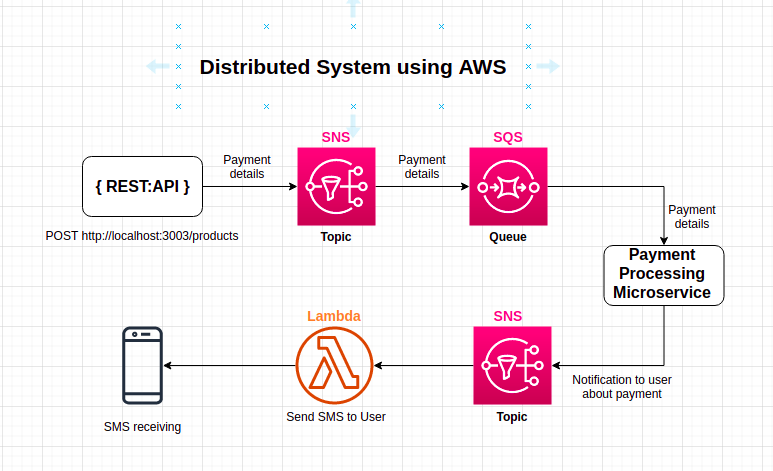 Distributed System using AWS
SNS
SQS
Payment
details
Payment
details
{ REST:API }
POST http://localhost:3003/products
Topic
Queue
Payment
details
Payment
Processing
Microservice
Lambda
SNS
Notification to user
about payment
SMS receiving
Send SMS to User
Topic